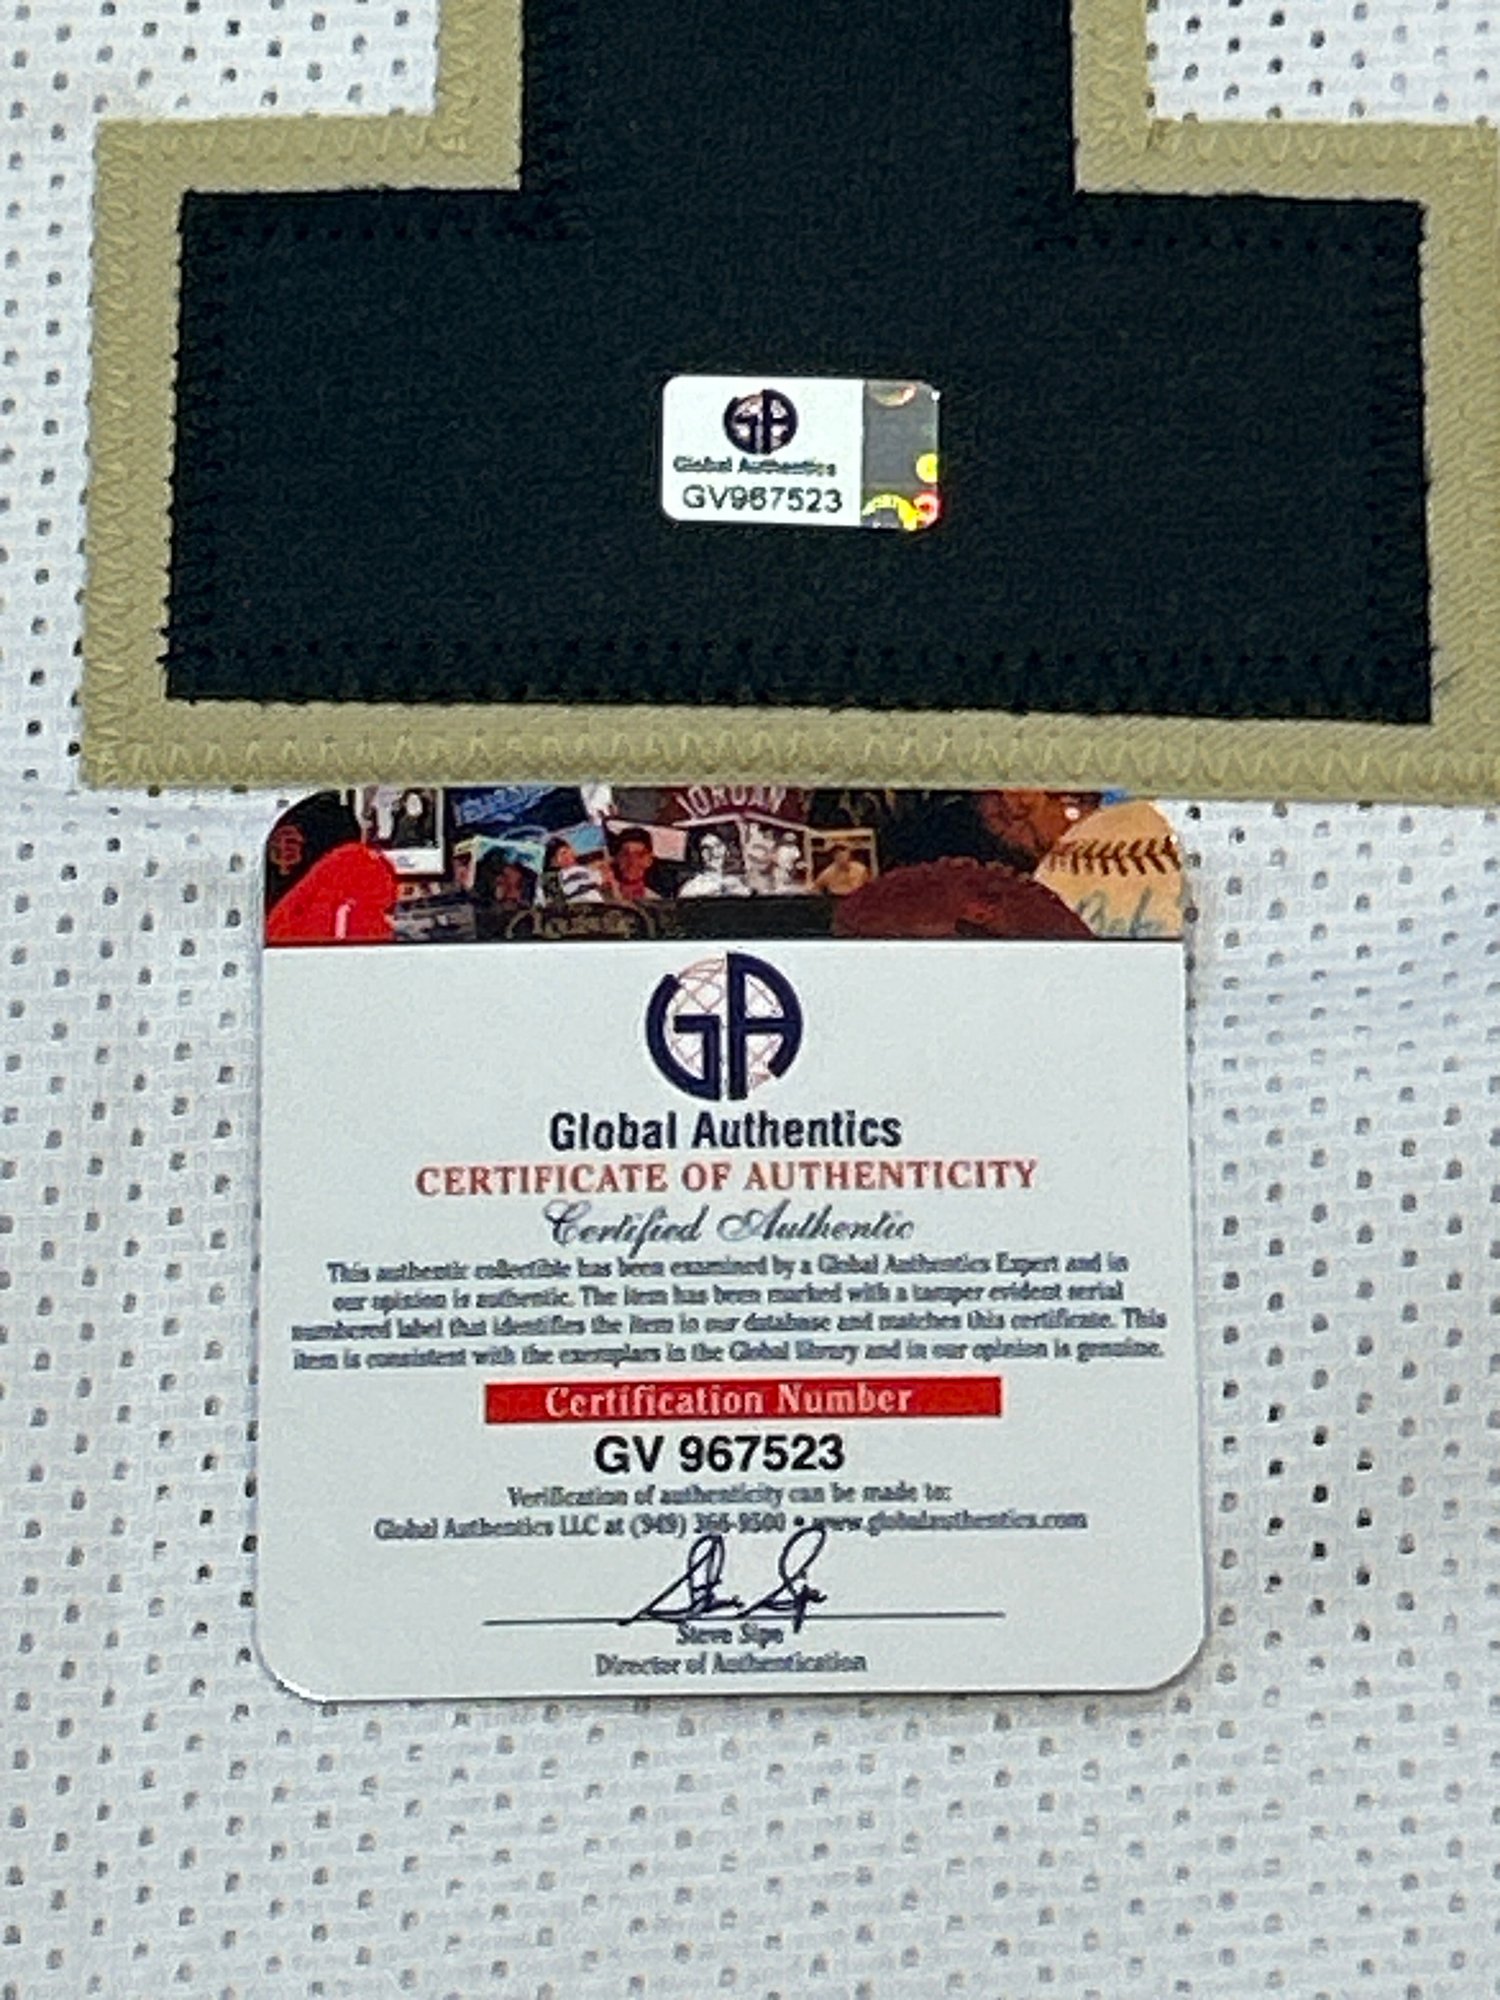 GA
Global Authentics
GV967523
JORDAN
GA
Global Authentics
CERTIFICATE OF AUTHENTICITY
Certified Authentic
This authentic collectible has been examined by a Global Authentics Expert and in
our opinion is authentic. The item has been marked with a tamper evident serial
numbered label that identifies the item in our database and matches this certificate. This
item is consistent with the exemplars in the Global library and in our opinion is genuine.
Certification Number
GV 967523
Verification of authenticity can be made to:
Global Authentics LLC at (949) 366-9500 • www.globalauthentics.com
Steve Sipe
Steve Sipe
Director of Authentication